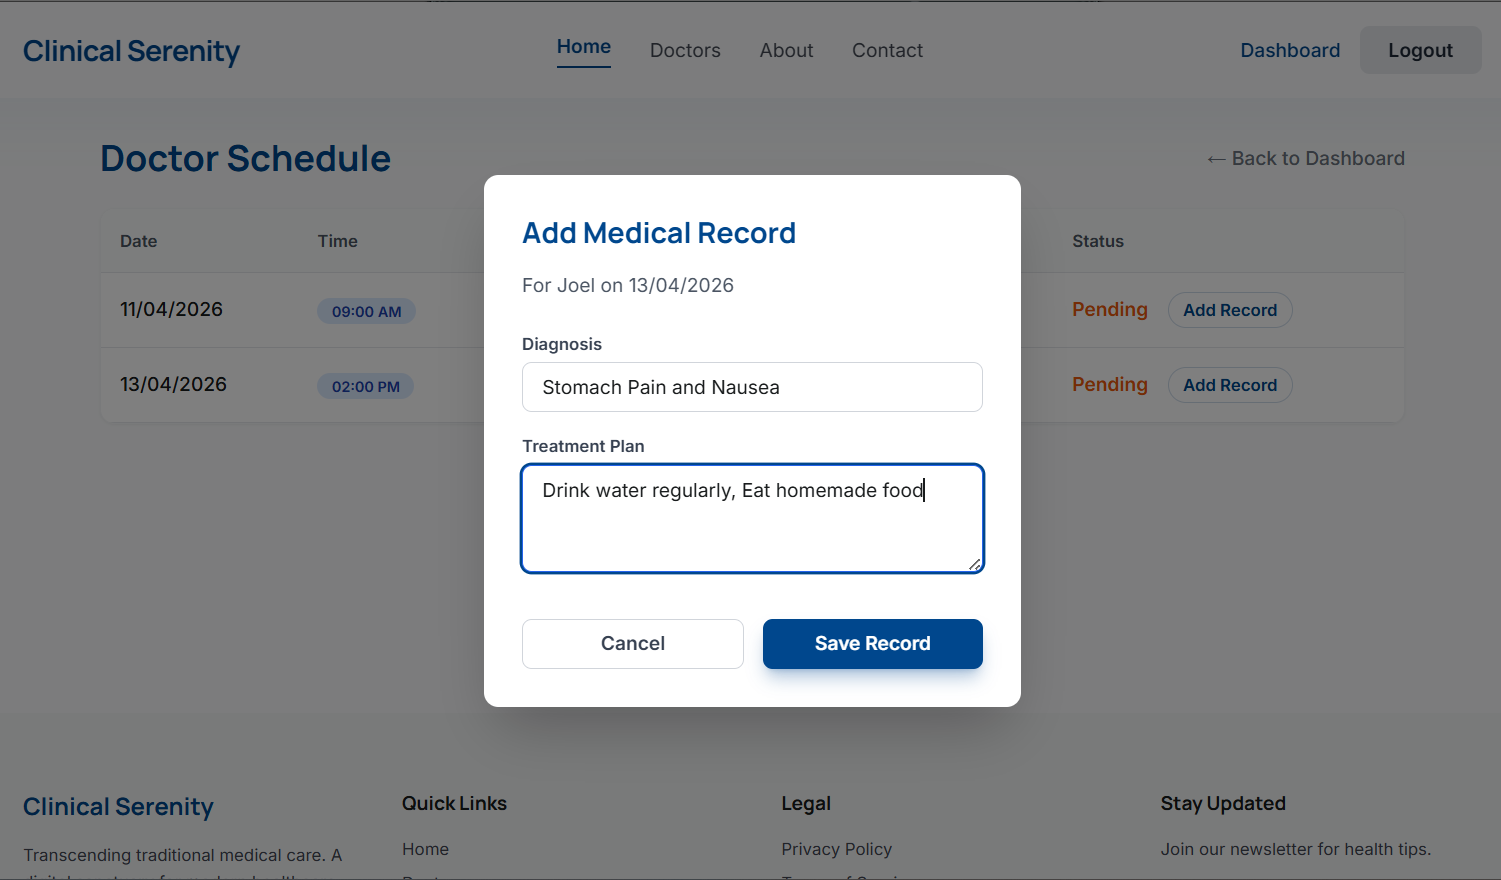 Clinical Serenity
Home
Doctors
About
Contact
Dashboard
Logout
Doctor Schedule
← Back to Dashboard
Date
Time
Status
11/04/2026
09:00 AM
Pending
Add Record
13/04/2026
02:00 PM
Pending
Add Record
Add Medical Record
For Joel on 13/04/2026
Diagnosis
Stomach Pain and Nausea
Treatment Plan
Drink water regularly, Eat homemade food
Cancel
Save Record
Clinical Serenity
Transcending traditional medical care. A
Quick Links
Home
Legal
Privacy Policy
Stay Updated
Join our newsletter for health tips.